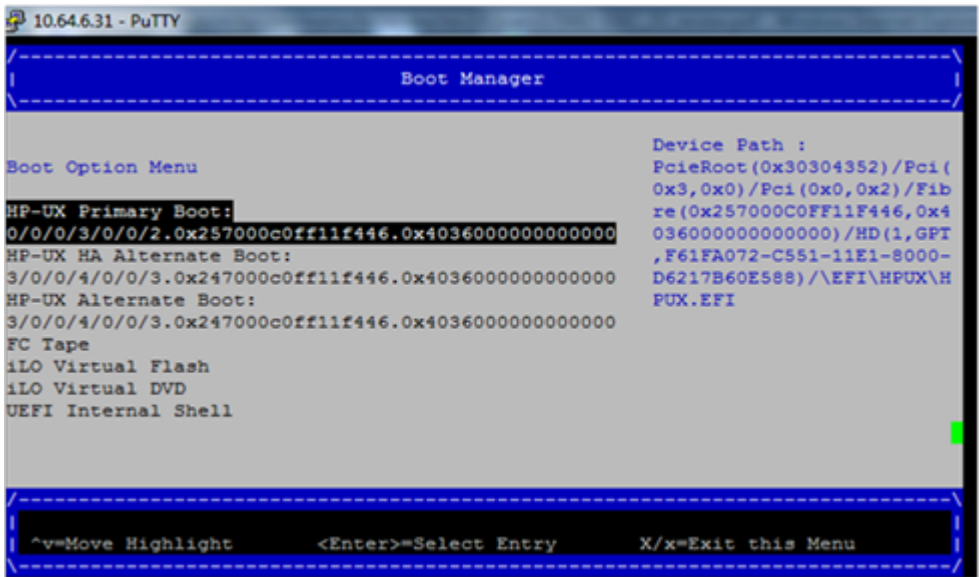 10.64.6.31 - PuTTY
Boot Manager
Boot Option Menu
HP-UX Primary Boot:
0/0/0/3/0/0/2.0x257000c0ff11f446.0x4036000000000000
HP-UX HA Alternate Boot:
3/0/0/4/0/0/3.0x247000c0ff11f446.0x4036000000000000
HP-UX Alternate Boot:
3/0/0/4/0/0/3.0x247000c0ff11f446.0x4036000000000000
FC Tape
iLO Virtual Flash
iLO Virtual DVD
UEFI Internal Shell
Device Path :
PcieRoot(0x30304352)/Pci(
0x3,0x0)/Pci(0x0,0x2)/Fib
re(0x257000C0FF11F446,0x4
036000000000000)/HD(1,GPT
,F61FA072-C551-11E1-8000-
D6217B60E588)/\EFI\HPUX\H
PUX.EFI
^v=Move Highlight <Enter>=Select Entry X/x=Exit this Menu